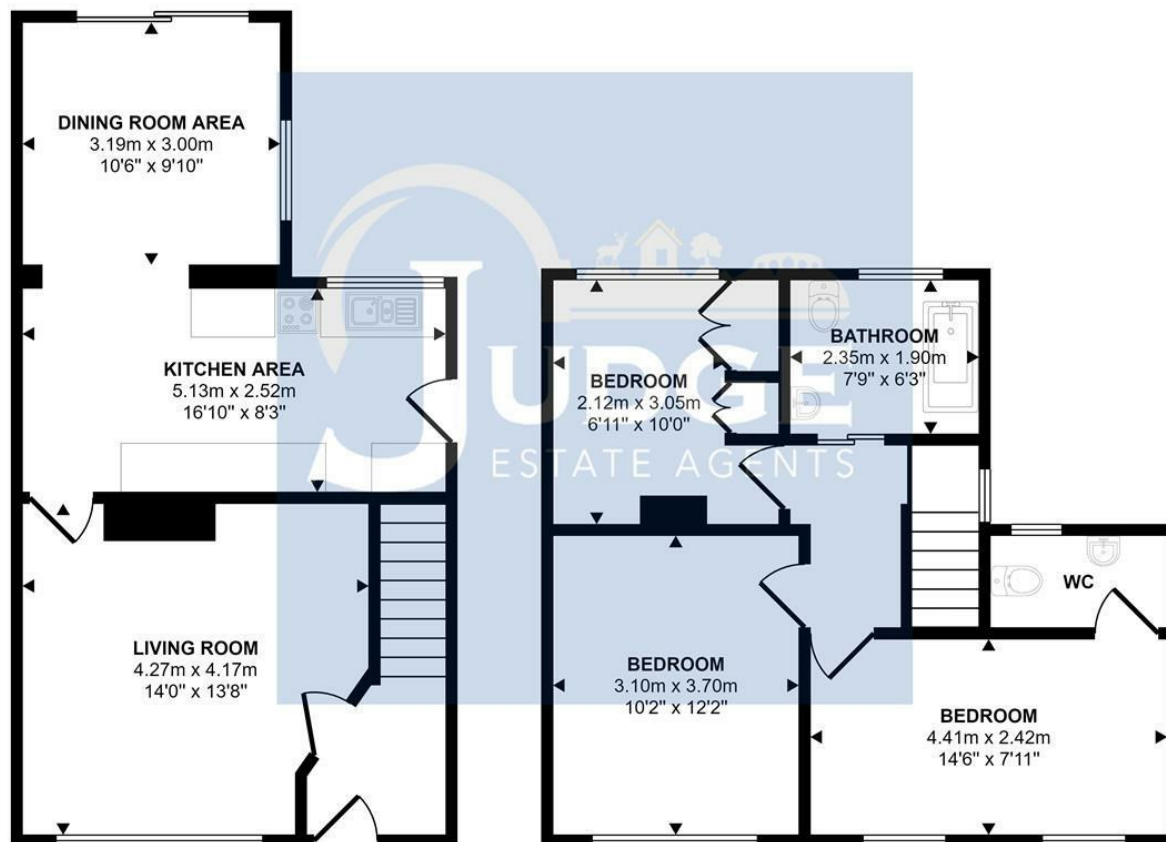 DINING ROOM AREA
3.19m x 3.00m
10'6" x 9'10"
KITCHEN AREA
5.13m x 2.52m
16'10" x 8'3"
LIVING ROOM
4.27m x 4.17m
14'0" x 13'8"
BEDROOM
2.12m x 3.05m
6'11" x 10'0"
BATHROOM
2.35m x 1.90m
7'9" x 6'3"
JUDGE
ESTATE AGENTS
WC
BEDROOM
3.10m x 3.70m
10'2" x 12'2"
BEDROOM
4.41m x 2.42m
14'6" x 7'11"